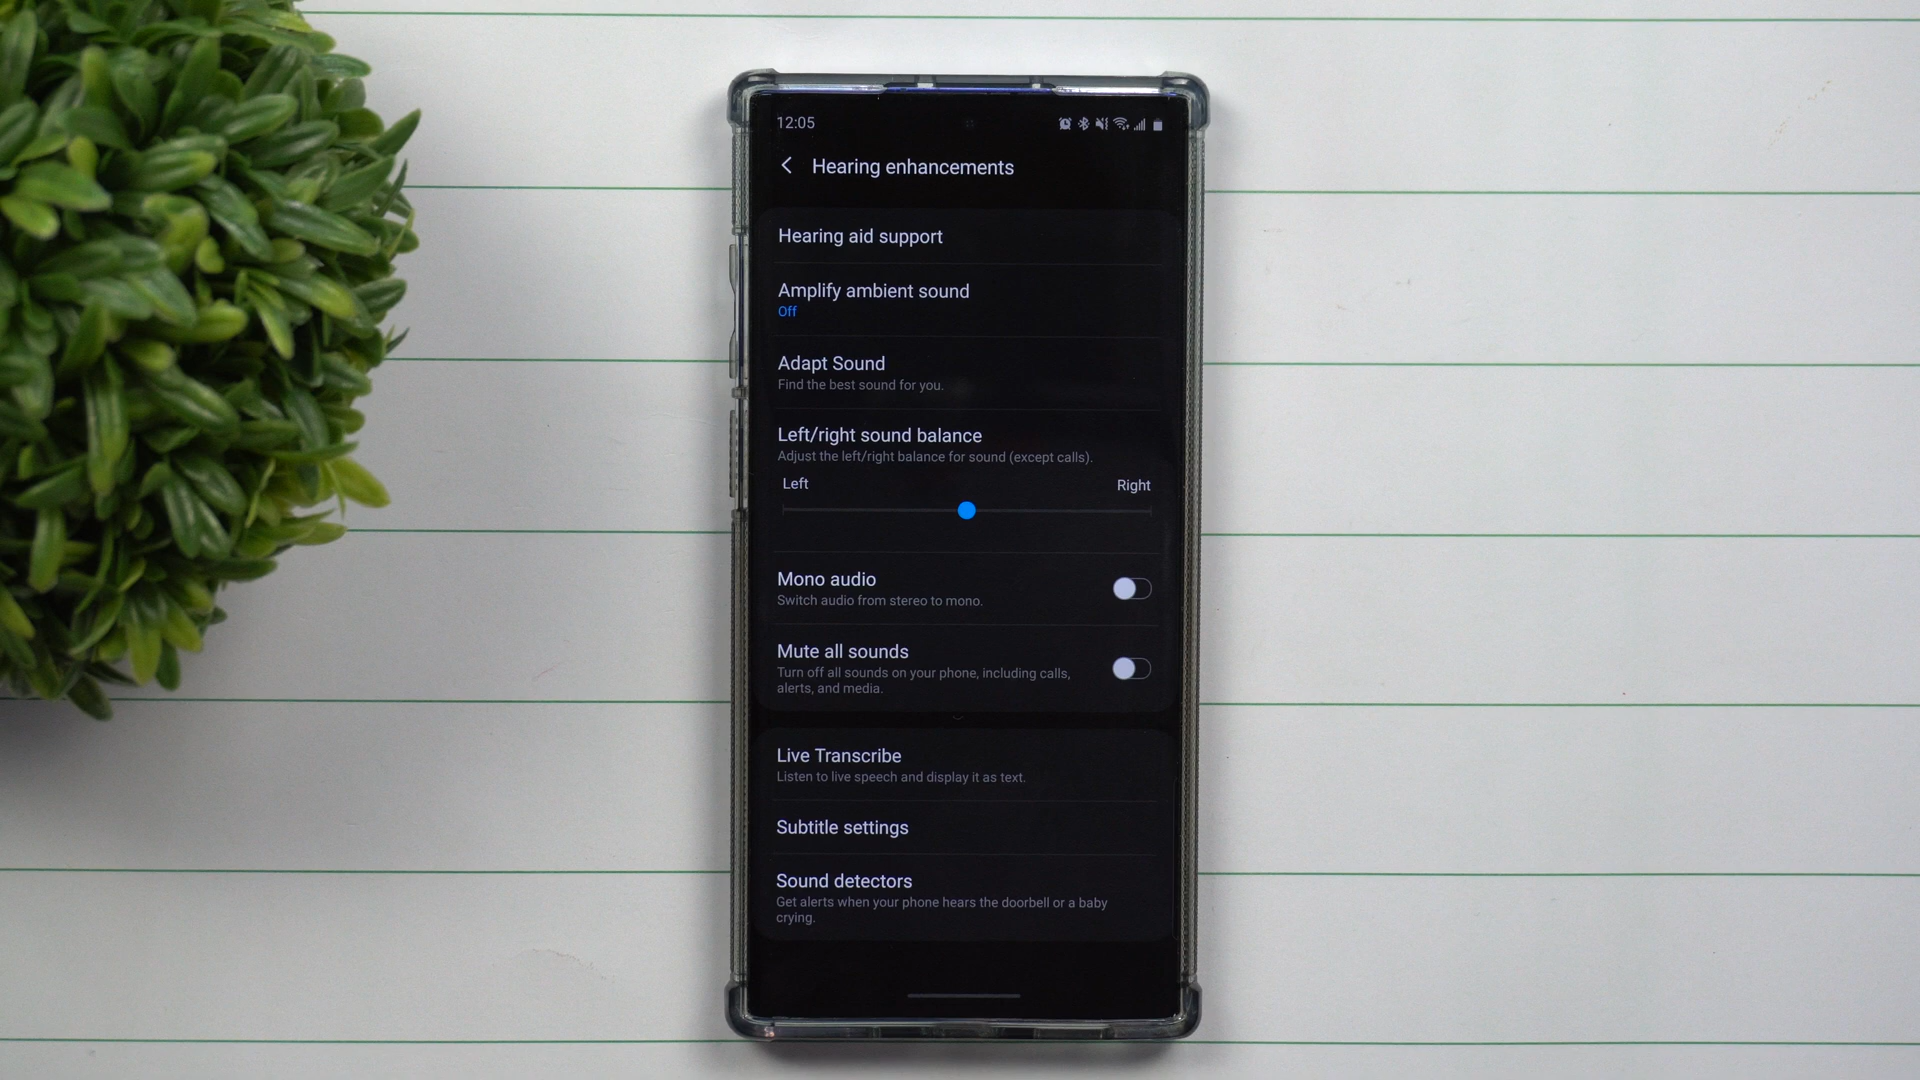 12:05
Hearing enhancements
Hearing aid support
Amplify ambient sound
Off
Adapt Sound
Find the best sound for you.
Left/right sound balance
Adjust the left/right balance for sound (except calls).
Left Right
Mono audio
Switch audio from stereo to mono.
Mute all sounds
Turn off all sounds on your phone, including calls,
alerts, and media.
Live Transcribe
Listen to live speech and display it as text.
Subtitle settings
Sound detectors
Get alerts when your phone hears the doorbell or a baby
crying.